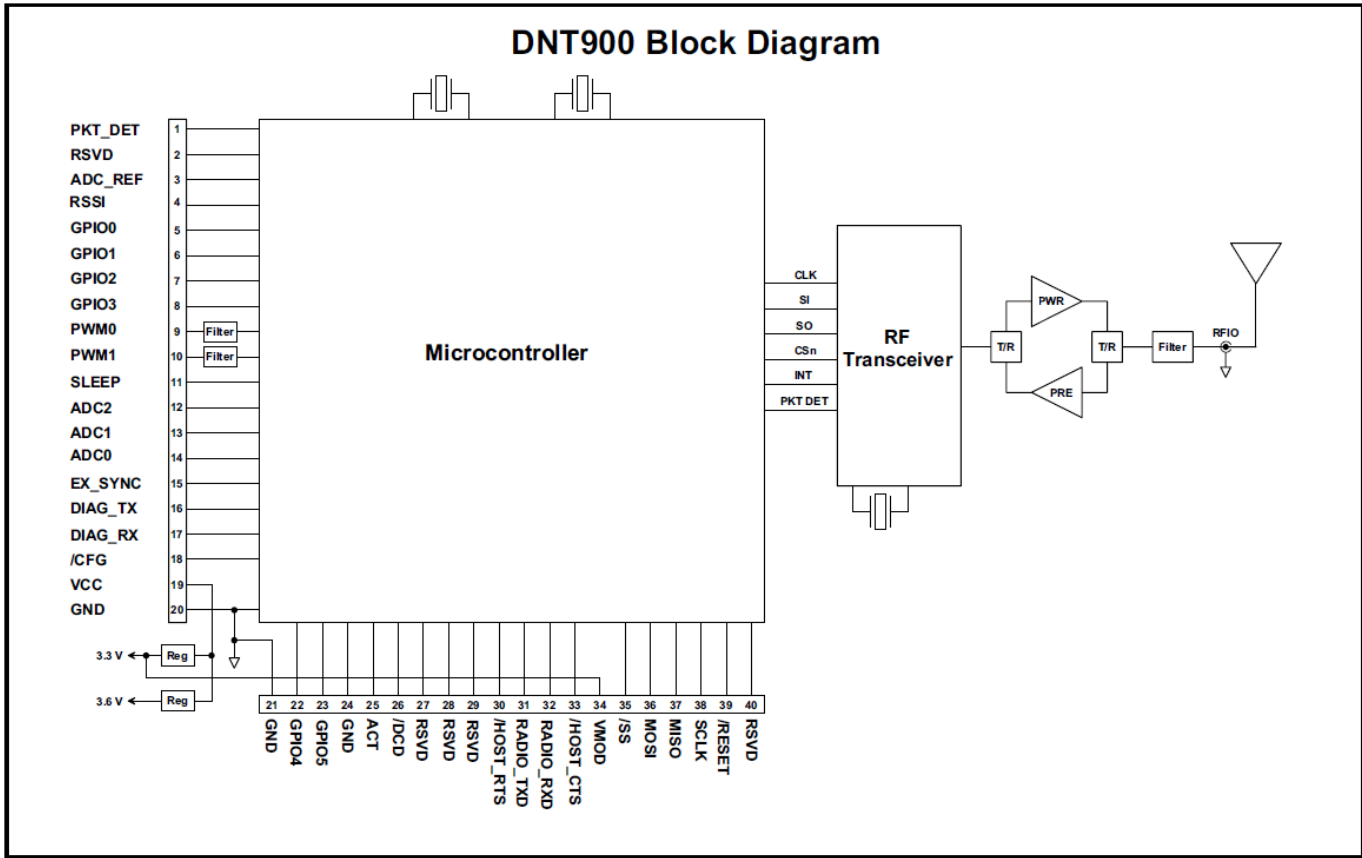 DNT900 Block Diagram
PKT_DET 1
RSVD 2
ADC_REF 3
RSSI 4
GPIO0 5
GPIO1 6
GPIO2 7
GPIO3 8
PWM0 9 Filter
PWM1 10 Filter
SLEEP 11
ADC2 12
ADC1 13
ADC0 14
EX_SYNC 15
DIAG_TX 16
DIAG_RX 17
/CFG 18
VCC 19
GND 20
Microcontroller
CLK
SI
SO
CSn
INT
PKT DET
RF
Transceiver
T/R
PWR
PRE
T/R
Filter
RFIO
3.3 V Reg
3.6 V Reg
21 22 23 24 25 26 27 28 29 30 31 32 33 34 35 36 37 38 39 40
GND
GPIO4
GPIO5
GND
ACT
/DCD
RSVD
RSVD
RSVD
/HOST_RTS
RADIO_TXD
RADIO_RXD
/HOST_CTS
VMOD
/SS
MOSI
MISO
SCLK
/RESET
RSVD